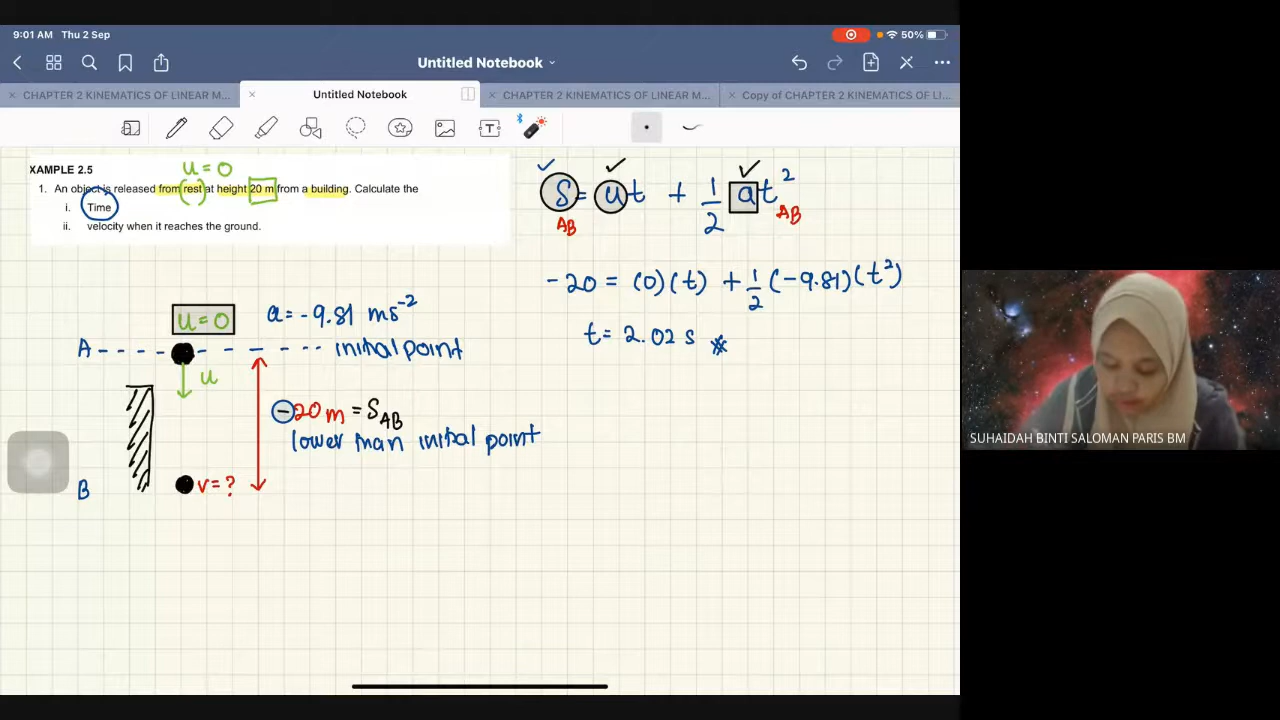 9:01 AM Thu 2 Sep
50%
Untitled Notebook
CHAPTER 2 KINEMATICS OF LINEAR M...
Untitled Notebook
CHAPTER 2 KINEMATICS OF LINEAR M...
Copy of CHAPTER 2 KINEMATICS OF LI...
XAMPLE 2.5
u = 0
1. An object is released from rest at height 20 m from a building. Calculate the
i. Time
ii. velocity when it reaches the ground.
S = ut + 1/2 at²
AB AB
-20 = (0)(t) + 1/2 (-9.81)(t²)
t = 2.02 s
u = 0
a = -9.81 ms⁻²
A initial point
u
-20 m = S_AB
lower than initial point
B v = ?
SUHAIDAH BINTI SALOMAN PARIS BM